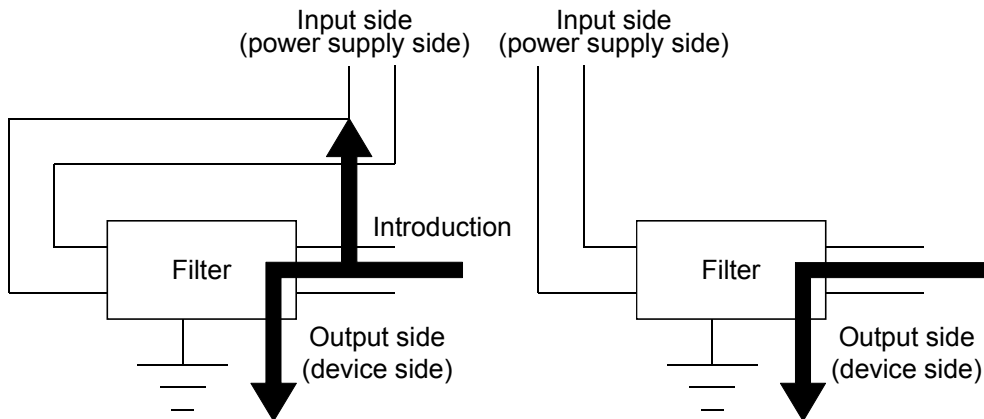 Input side
(power supply side)
Introduction
Filter
Output side
(device side)
Input side
(power supply side)
Filter
Output side
(device side)